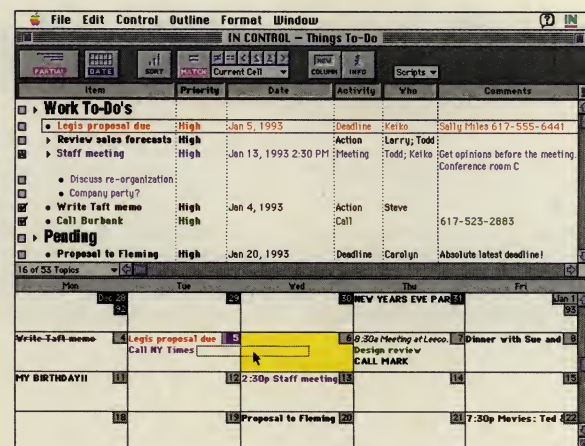 File Edit Control Outline Format Window
IN CONTROL – Things To-Do
PARTIAL DATE SORT MATCH Current Cell NEW COLUMN INFO Scripts
Item Priority Date Activity Who Comments
Work To-Do's
Legis proposal due High Jan 5, 1993 Deadline Keiko Sally Miles 617-555-6441
Review sales forecasts High Action Larry; Todd
Staff meeting High Jan 13, 1993 2:30 PM Meeting Todd; Keiko Get opinions before the meeting.
Conference room C
Discuss re-organization
Company party?
Write Taft memo High Jan 4, 1993 Action Steve
Call Burbank High Call 617-523-2883
Pending
Proposal to Fleming High Jan 20, 1993 Deadline Carolyn Absolute latest deadline!
16 of 53 Topics
Mon Tue Wed Thu Fri
Dec 28 29 30 NEW YEARS EVE PAR 31 Jan 1
92 93
Write Taft memo 4 Legis proposal due 5 6 8:30a Meeting at Leeco. 7 Dinner with Sue and 8
Call NY Times Design review
CALL MARK
MY BIRTHDAY!! 11 12 2:30p Staff meeting 13 14 15
18 19 Proposal to Fleming 20 21 7:30p Movies: Ted & 22